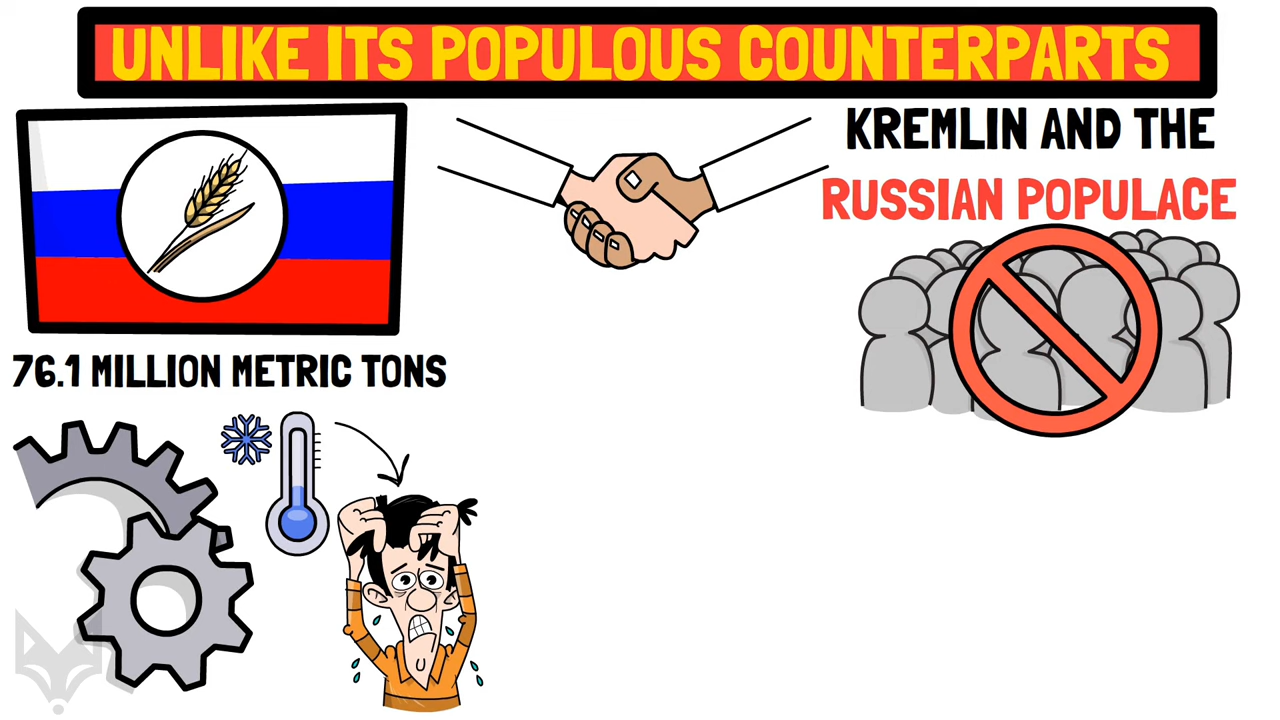 UNLIKE ITS POPULOUS COUNTERPARTS
KREMLIN AND THE
RUSSIAN POPULACE
76.1 MILLION METRIC TONS